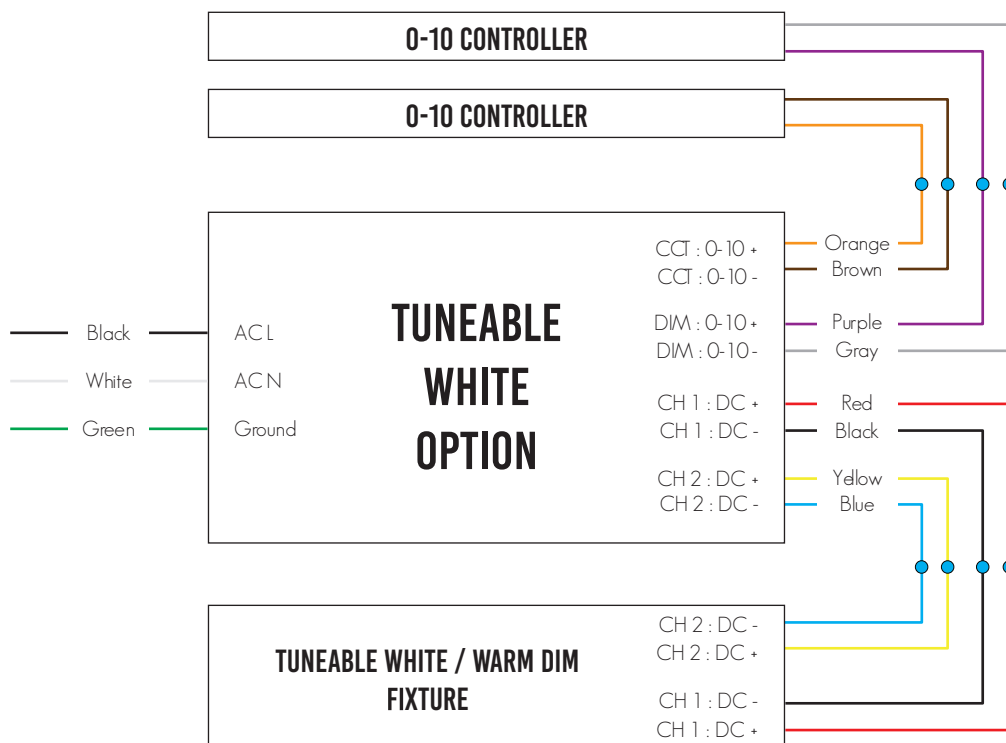 0-10 CONTROLLER
0-10 CONTROLLER
CCT : 0-10 +
Orange
CCT : 0-10 -
Brown
TUNEABLE
WHITE
OPTION
DIM : 0-10 +
Purple
DIM : 0-10 -
Gray
Black
AC L
White
AC N
Green
Ground
CH 1 : DC +
Red
CH 1 : DC -
Black
CH 2 : DC +
Yellow
CH 2 : DC -
Blue
TUNEABLE WHITE / WARM DIM
FIXTURE
CH 2 : DC -
CH 2 : DC +
CH 1 : DC -
CH 1 : DC +